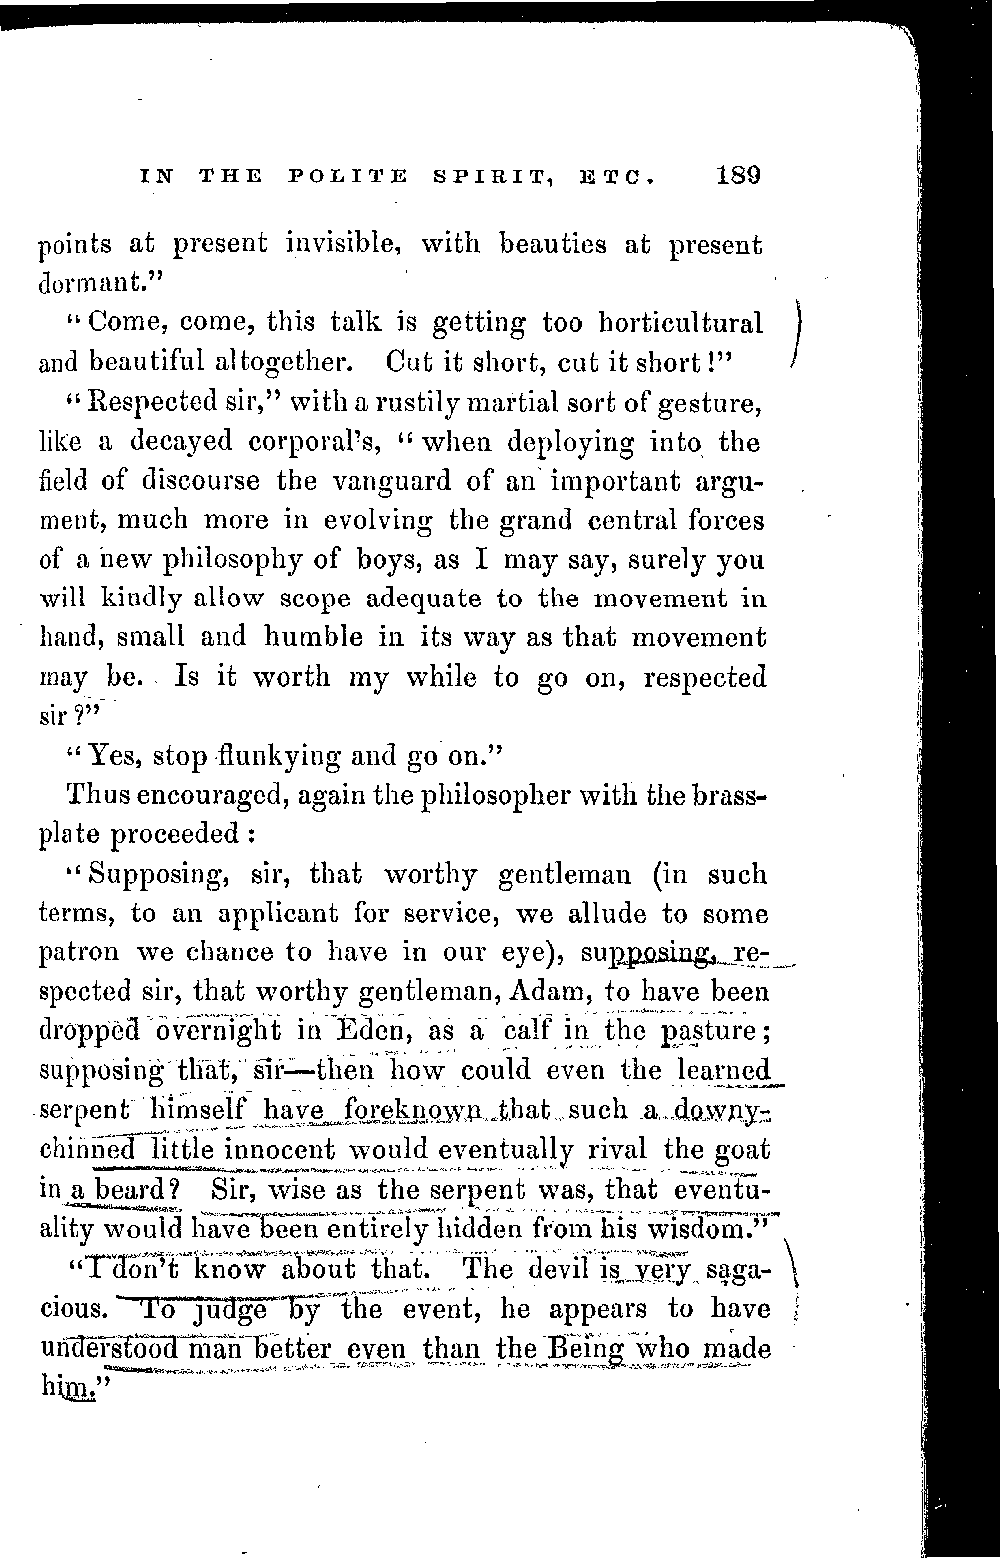 IN THE POLITE SPIRIT, ETC. 189
points at present invisible, with beauties at present
dormant."
"Come, come, this talk is getting too horticultural
and beautiful altogether. Cut it short, cut it short!"
"Respected sir," with a rustily martial sort of gesture,
like a decayed corporal's, "when deploying into the
field of discourse the vanguard of an important argu-
ment, much more in evolving the grand central forces
of a new philosophy of boys, as I may say, surely you
will kindly allow scope adequate to the movement in
hand, small and humble in its way as that movement
may be. Is it worth my while to go on, respected
sir?"
"Yes, stop flunkying and go on."
Thus encouraged, again the philosopher with the brass-
plate proceeded:
"Supposing, sir, that worthy gentleman (in such
terms, to an applicant for service, we allude to some
patron we chance to have in our eye), supposing, re-
spected sir, that worthy gentleman, Adam, to have been
dropped overnight in Eden, as a calf in the pasture;
supposing that, sir—then how could even the learned
serpent himself have foreknown that such a downy-
chinned little innocent would eventually rival the goat
in a beard? Sir, wise as the serpent was, that eventu-
ality would have been entirely hidden from his wisdom."
"I don't know about that. The devil is very saga-
cious. To judge by the event, he appears to have
understood man better even than the Being who made
him."